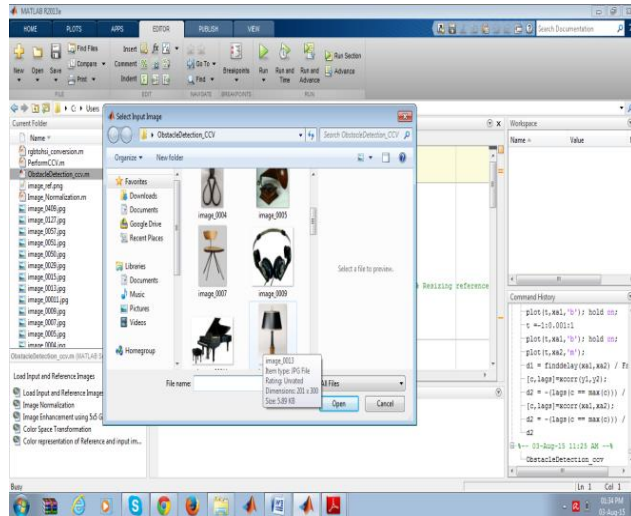 MATLAB R2013a
HOME PLOTS APPS EDITOR PUBLISH VIEW
Search Documentation
New Open Save
Find Files
Compare
Print
Insert
Comment
Indent
Go To
Find
Breakpoints
Run Run and Time
Run and Advance
Run Section
Advance
FILE EDIT NAVIGATE BREAKPOINTS RUN
C: Users
Current Folder
Name
rgbtohsi_conversion.m
PerformCCV.m
ObstacleDetection_ccv.m
image_ref.png
Image_Normalization.m
image_0409.jpg
image_0127.jpg
image_0057.jpg
image_0051.jpg
image_0050.jpg
image_0029.jpg
image_0015.jpg
image_0013.jpg
image_00011.jpg
image_0009.jpg
image_0007.jpg
image_0005.jpg
image_0004.jpg
ObstacleDetection_ccv.m (MATLAB S
Load Input and Reference Images
Load Input and Reference Images
Image Normalization
Image Enhancement using 5x5 G
Color Space Transformation
Color representation of Reference and input im...
Select Input Image
ObstacleDetection_CCV
Search ObstacleDetection_CCV
Organize New folder
Favorites
Downloads
Documents
Google Drive
Recent Places
Libraries
Documents
Music
Pictures
Videos
Homegroup
image_0004
image_0005
image_0007
image_0009
Select a file to preview.
image_0013
Item type: JPG File
Rating: Unrated
Dimensions: 201 x 300
Size: 5.89 KB
File name:
All Files
Open Cancel
Resizing reference
Workspace
Name Value
Command History
plot(t,xa1,'b'); hold on;
t =-1:0.001:1
plot(t,xa1,'b'); hold on;
plot(t,xa2,'m');
d1 = finddelay(xa1,xa2) / F
[c,lags]=xcorr(y1,y2);
d2 = -(lags(c == max(c))) /
[c,lags]=xcorr(xa1,xa2);
d2 = -(lags(c == max(c))) /
d2
%-- 03-Aug-15 11:25 AM --%
ObstacleDetection_ccv
Busy
Ln 1 Col 1
01:34 PM
03-Aug-15